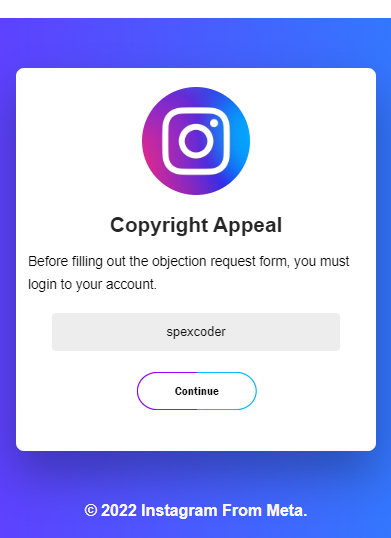 Copyright Appeal
Before filling out the objection request form, you must
login to your account.
spexcoder
Continue
© 2022 Instagram From Meta.